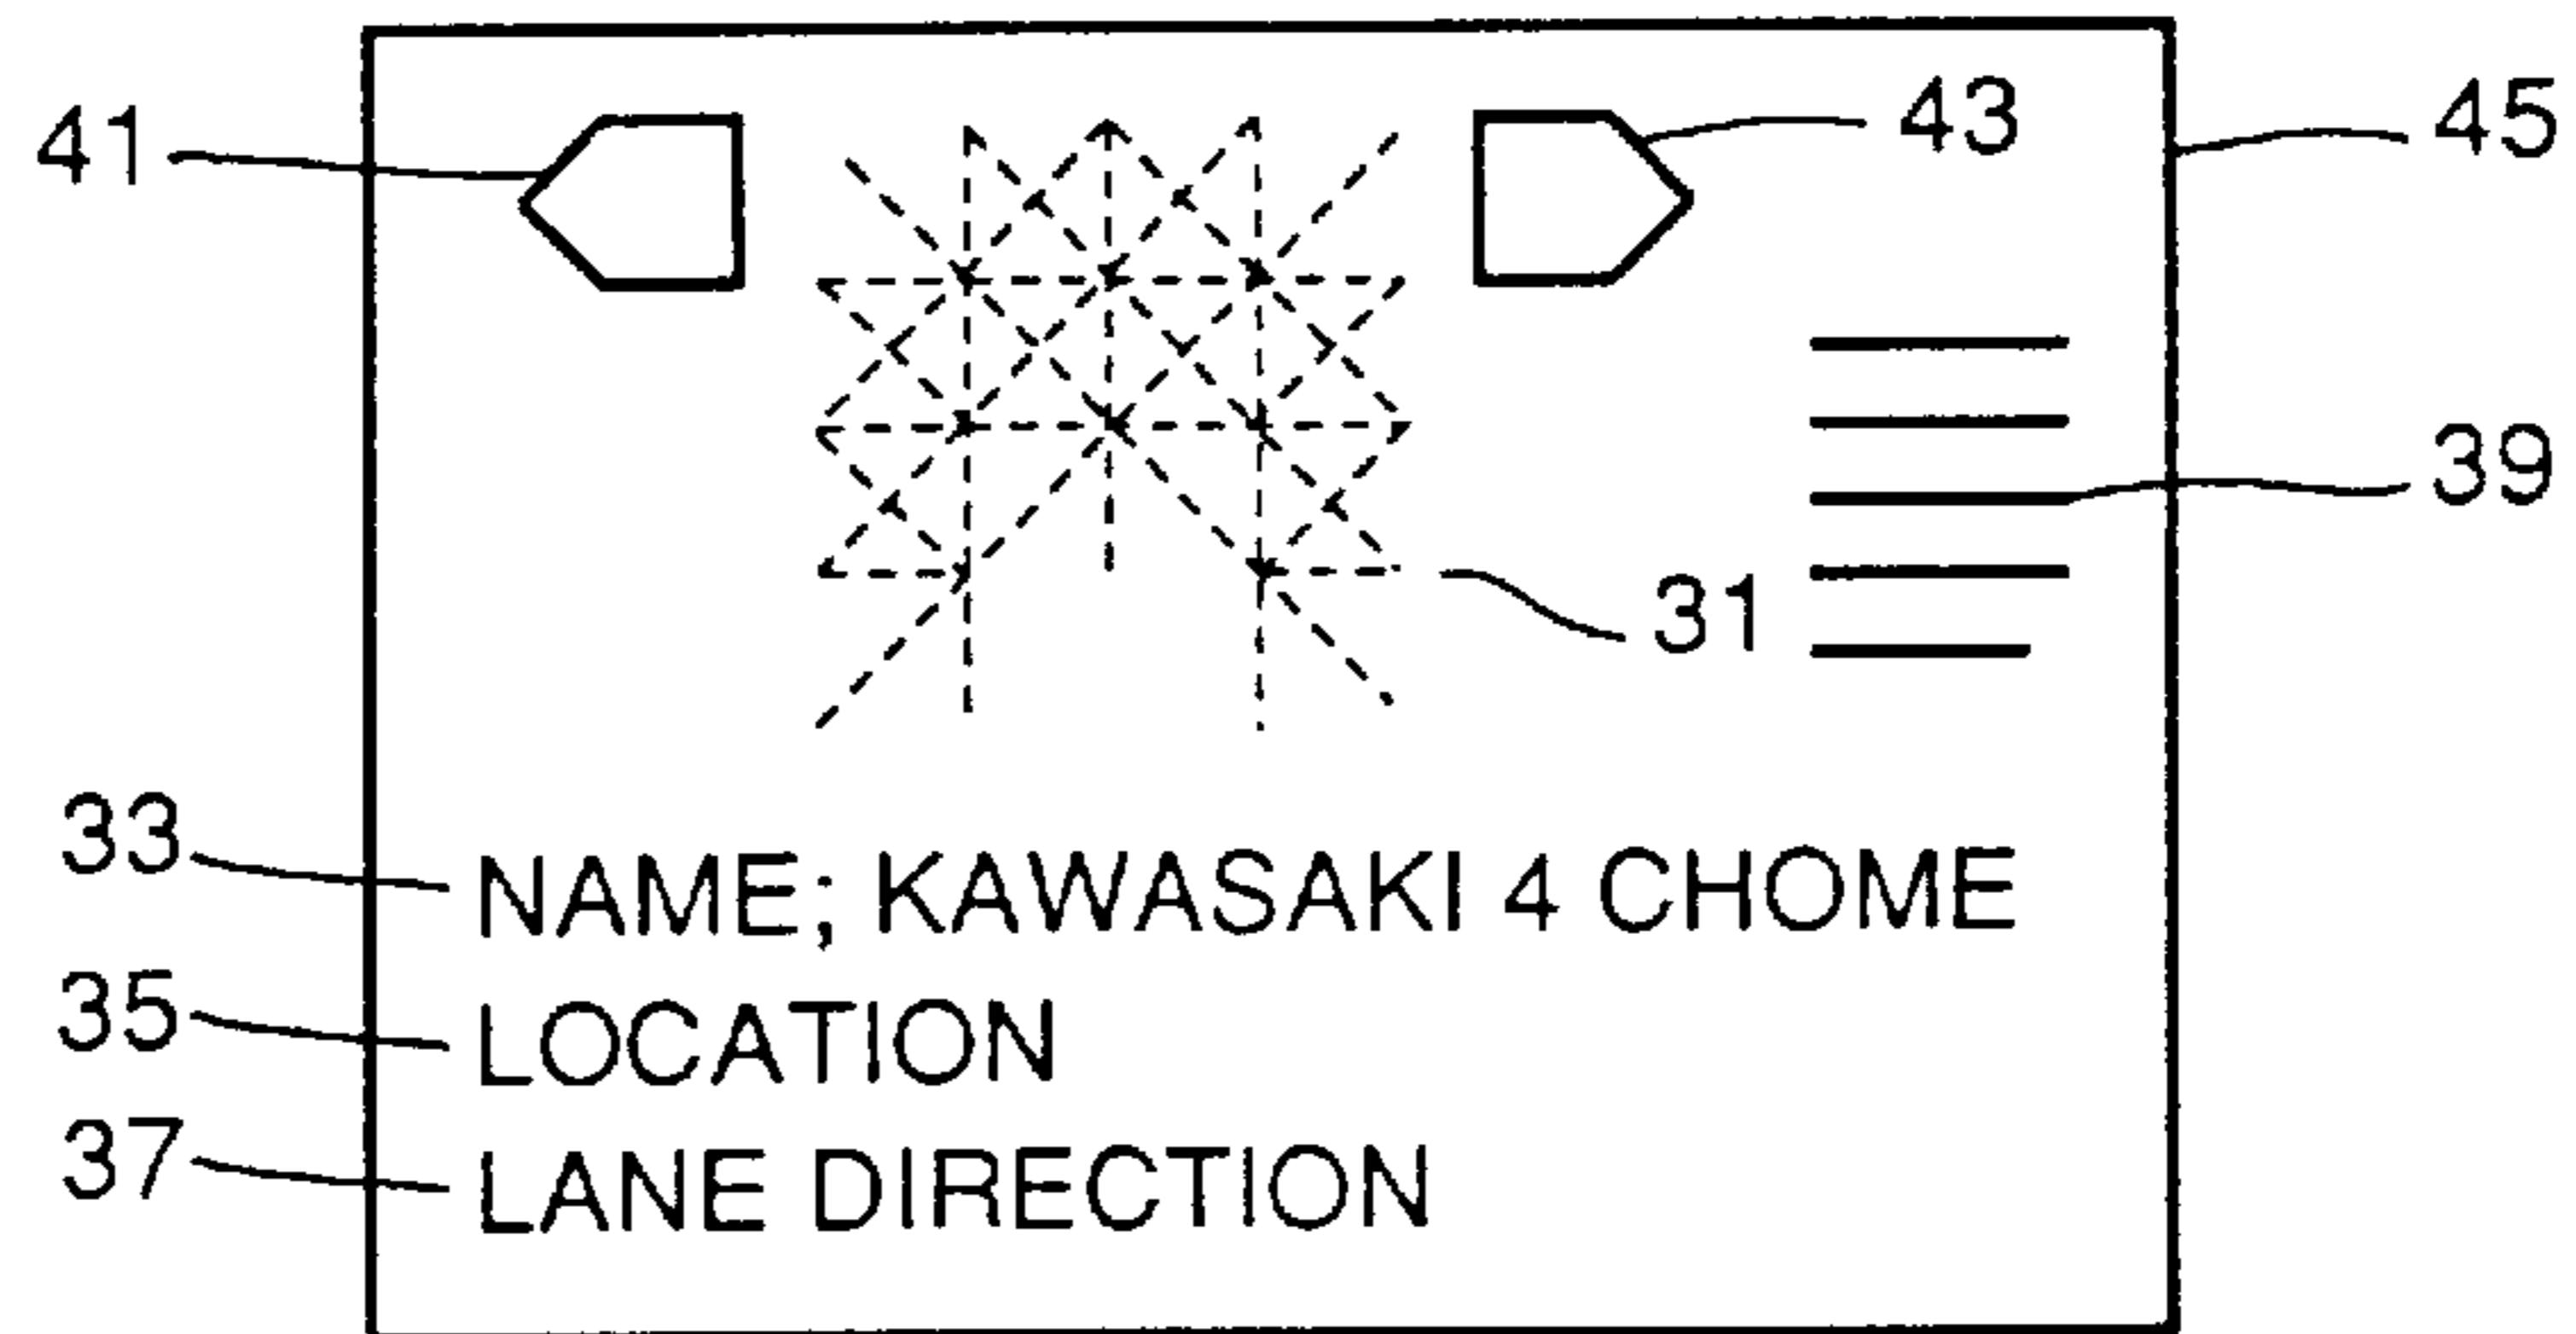 41
43
45
39
31
33 NAME; KAWASAKI 4 CHOME
35 LOCATION
37 LANE DIRECTION